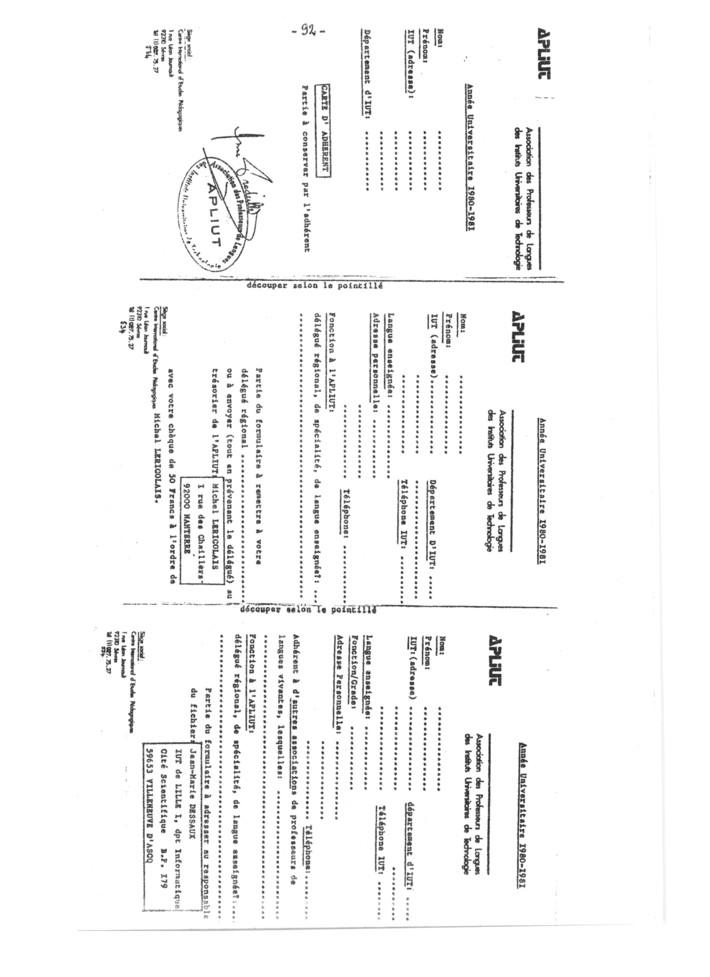 - 92 -
APLIUT
Association des Professeurs de Langues
des Instituts Universitaires de Technologie
Année Universitaire 1980-1981
Nom: ..............
Prénom: ..............
IUT (adresse): ..............
..............
Département d'IUT: ..............
CARTE D' ADHERENT
Partie à conserver par l'adhérent
Association des Professeurs de Langues
APLIUT
Siège social
Centre International d'Etudes Pédagogiques
1 rue Léon Journault
92310 Sèvres
découper selon le pointillé
Année Universitaire 1980-1981
APLIUT
Association des Professeurs de Langues
des Instituts Universitaires de Technologie
Nom: ..............
Prénom: ..............
IUT (adresse).............. Département D'IUT: .....
..............
.............. Téléphone IUT: ..............
Langue enseignée: ..............
Adresse personnelle: ..............
..............
.............. Téléphone: ..............
Fonction à l'APLIUT:
délégué régional, de spécialité, de langue enseignée?: ...
..............
Partie du formulaire à remettre à votre
délégué régional ..............
ou à envoyer (tout en prévenant le délégué) au
trésorier de l'APLIUT: Michel LERICOLAIS
1 rue des Chailliers
92000 NANTERRE
avec votre chèque de 50 Francs à l'ordre de
Michel LERICOLAIS.
Siège social
Centre International d'Etudes Pédagogiques
1 rue Léon Journault
92310 Sèvres
534
découper selon le pointillé
Année Universitaire 1980-1981
APLIUT
Association des Professeurs de Langues
des Instituts Universitaires de Technologie
Nom: ..............
Prénom: ..............
IUT:(adresse) .............. département d'IUT: .....
..............
.............. Téléphone IUT: ..............
Langue enseignée: ..............
Fonction/Grade: ..............
Adresse Personnelle: ..............
..............
.............. Téléphone: ..............
Adhérent à d'autres associations de professeurs de
langues vivantes, lesquelles: ..............
..............
Fonction à l'APLIUT:
délégué régional, de spécialité, de langue enseignée?:....
..............
Partie du formulaire à adresser au responsable
du fichier: Jean-Marie DESSAUX
IUT de LILLE I, dpt Informatique
Cité Scientifique B.P. 179
59653 VILLENEUVE D'ASCQ
Siège social
Centre International d'Etudes Pédagogiques
1 rue Léon Journault
92310 Sèvres